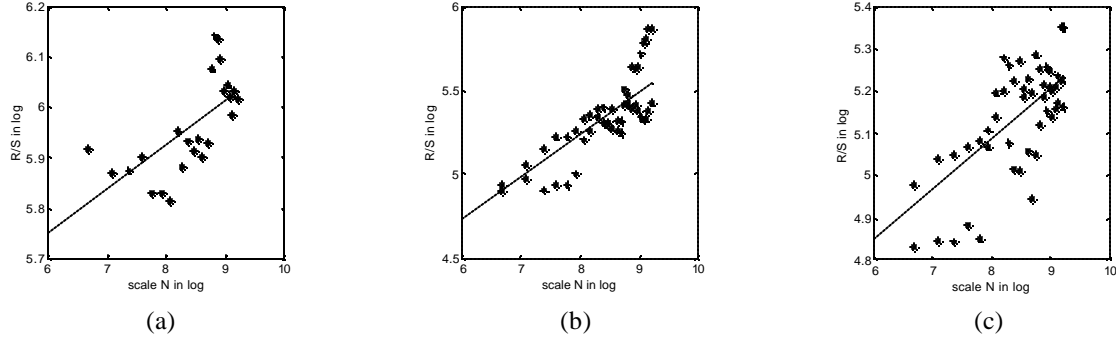 6.2
6.1
6
5.9
5.8
5.7
R/S in log
6 7 8 9 10
scale N in log
(a)
6
5.5
5
4.5
R/S in log
6 7 8 9 10
scale N in log
(b)
5.4
5.3
5.2
5.1
5
4.9
4.8
R/S in log
6 7 8 9 10
scale N in log
(c)